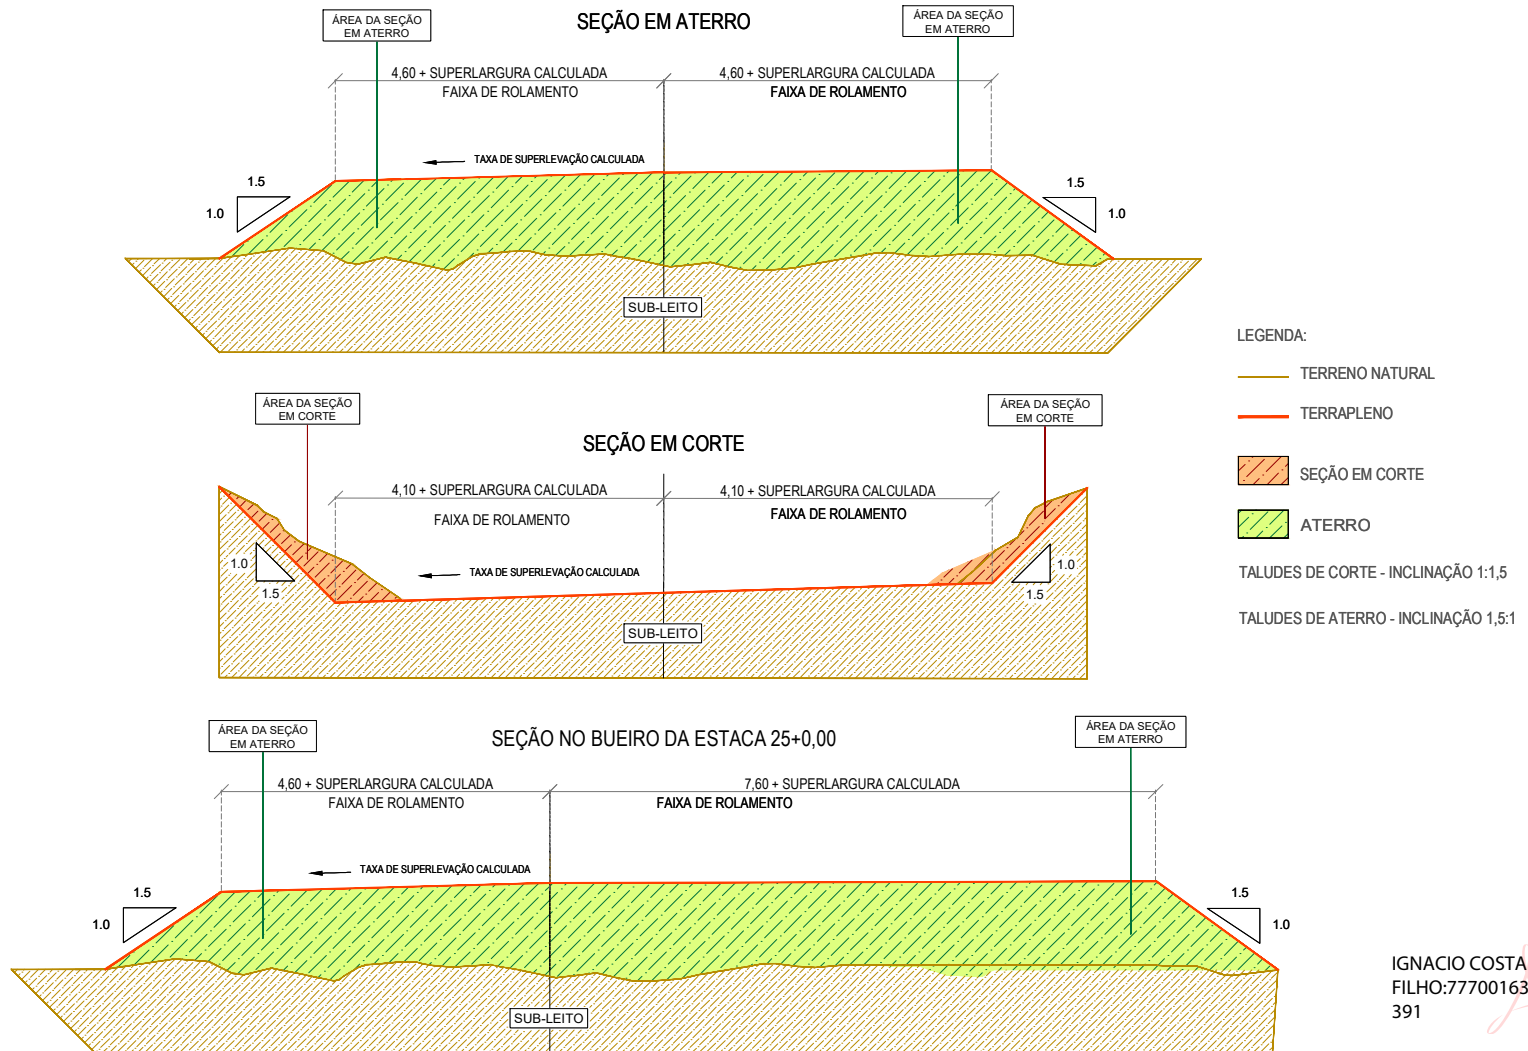 SEÇÃO EM ATERRO
ÁREA DA SEÇÃO
EM ATERRO
ÁREA DA SEÇÃO
EM ATERRO
4,60 + SUPERLARGURA CALCULADA
FAIXA DE ROLAMENTO
4,60 + SUPERLARGURA CALCULADA
FAIXA DE ROLAMENTO
TAXA DE SUPERLEVAÇÃO CALCULADA
1.5
1.0
1.5
1.0
SUB-LEITO
LEGENDA:
TERRENO NATURAL
TERRAPLENO
SEÇÃO EM CORTE
ATERRO
TALUDES DE CORTE - INCLINAÇÃO 1:1,5
TALUDES DE ATERRO - INCLINAÇÃO 1,5:1
ÁREA DA SEÇÃO
EM CORTE
ÁREA DA SEÇÃO
EM CORTE
SEÇÃO EM CORTE
4,10 + SUPERLARGURA CALCULADA
FAIXA DE ROLAMENTO
4,10 + SUPERLARGURA CALCULADA
FAIXA DE ROLAMENTO
TAXA DE SUPERLEVAÇÃO CALCULADA
1.0
1.5
1.0
1.5
SUB-LEITO
ÁREA DA SEÇÃO
EM ATERRO
SEÇÃO NO BUEIRO DA ESTACA 25+0,00
ÁREA DA SEÇÃO
EM ATERRO
4,60 + SUPERLARGURA CALCULADA
FAIXA DE ROLAMENTO
7,60 + SUPERLARGURA CALCULADA
FAIXA DE ROLAMENTO
TAXA DE SUPERLEVAÇÃO CALCULADA
1.5
1.0
1.5
1.0
SUB-LEITO
IGNACIO COSTA
FILHO:77700163
391